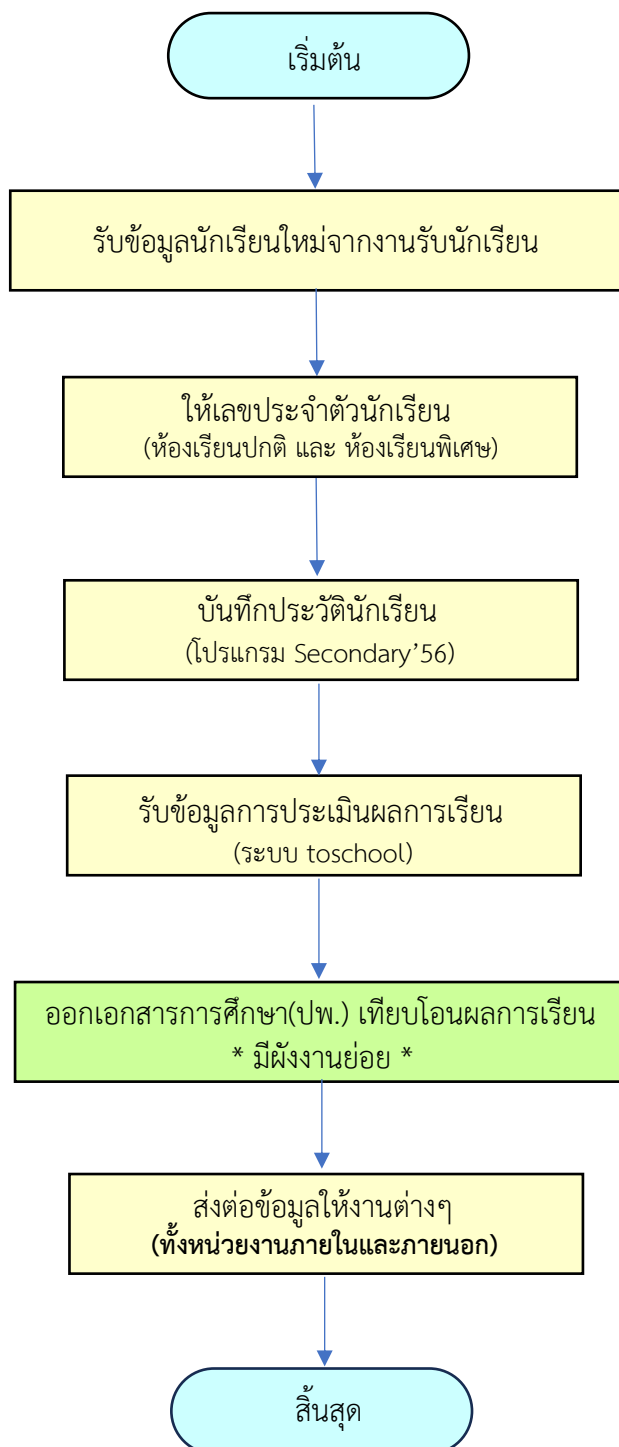 เริ่มต้น
รับข้อมูลนักเรียนใหม่จากงานรับนักเรียน
ให้เลขประจำตัวนักเรียน
(ห้องเรียนปกติ และ ห้องเรียนพิเศษ)
บันทึกประวัตินักเรียน
(โปรแกรม Secondary’56)
รับข้อมูลการประเมินผลการเรียน
(ระบบ toschool)
ออกเอกสารการศึกษา(ปพ.) เทียบโอนผลการเรียน
* มีผังงานย่อย *
ส่งต่อข้อมูลให้งานต่างๆ
(ทั้งหน่วยงานภายในและภายนอก)
สิ้นสุด